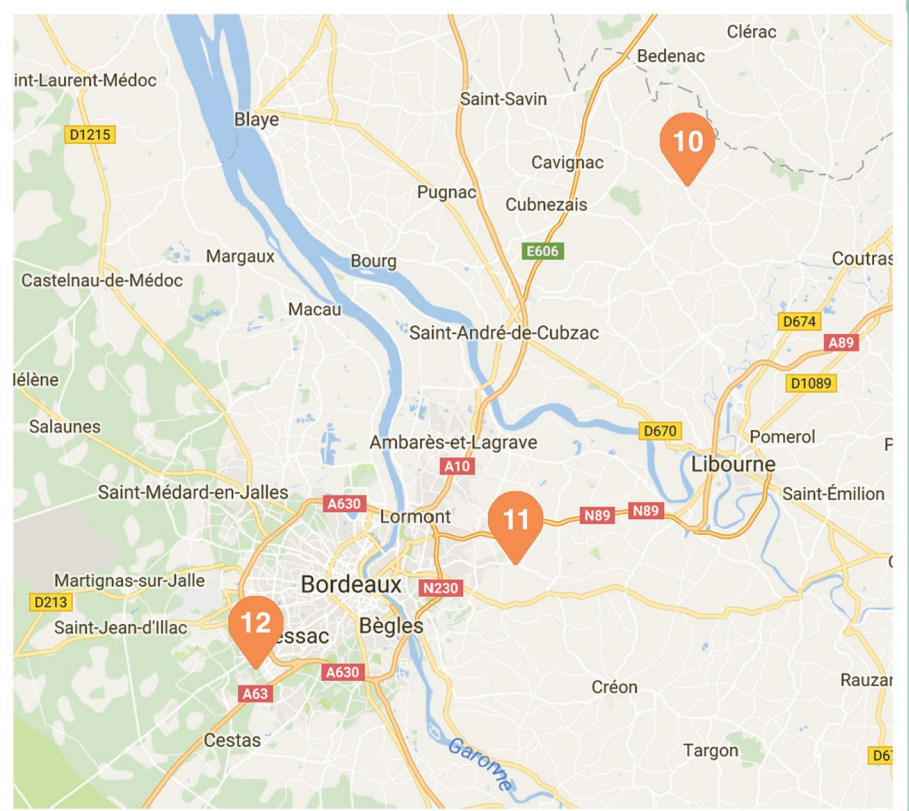 Clérac
Bedenac
int-Laurent-Médoc
Saint-Savin
Blaye
D1215
10
Cavignac
Pugnac
Cubnezais
E606
Margaux
Bourg
Coutras
Castelnau-de-Médoc
Macau
D674
Saint-André-de-Cubzac
A89
lélène
D1089
Salaunes
D670
Pomerol
P
Ambarès-et-Lagrave
A10
Libourne
Saint-Médard-en-Jalles
Saint-Émilion
A630
Lormont
11
N89
N89
Martignas-sur-Jalle
Bordeaux
N230
D213
12
Saint-Jean-d'Illac
essac
Bègles
A630
A63
Créon
Rauzar
Cestas
Garonne
Targon
D67